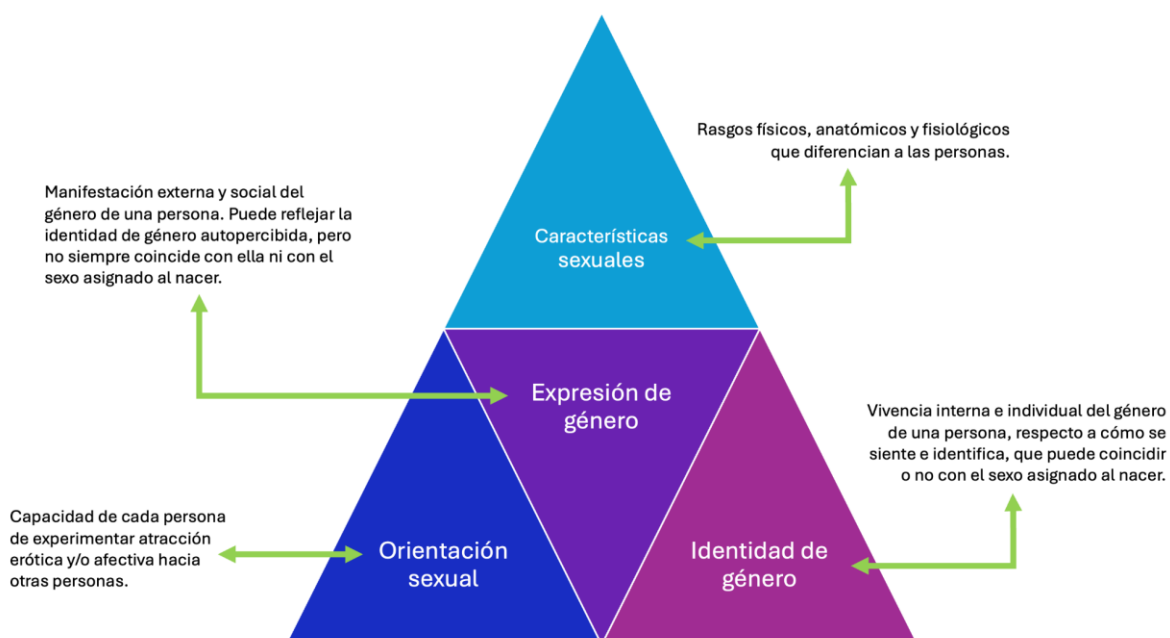 Rasgos físicos, anatómicos y fisiológicos
que diferencian a las personas.
Manifestación externa y social del
género de una persona. Puede reflejar la
identidad de género autopercibida, pero
no siempre coincide con ella ni con el
sexo asignado al nacer.
Características
sexuales
Expresión de
género
Vivencia interna e individual del género
de una persona, respecto a cómo se
siente e identifica, que puede coincidir
o no con el sexo asignado al nacer.
Capacidad de cada persona
de experimentar atracción
erótica y/o afectiva hacia
otras personas.
Orientación
sexual
Identidad de
género